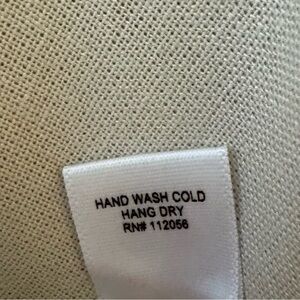 HAND WASH COLD
HANG DRY
RN# 112056